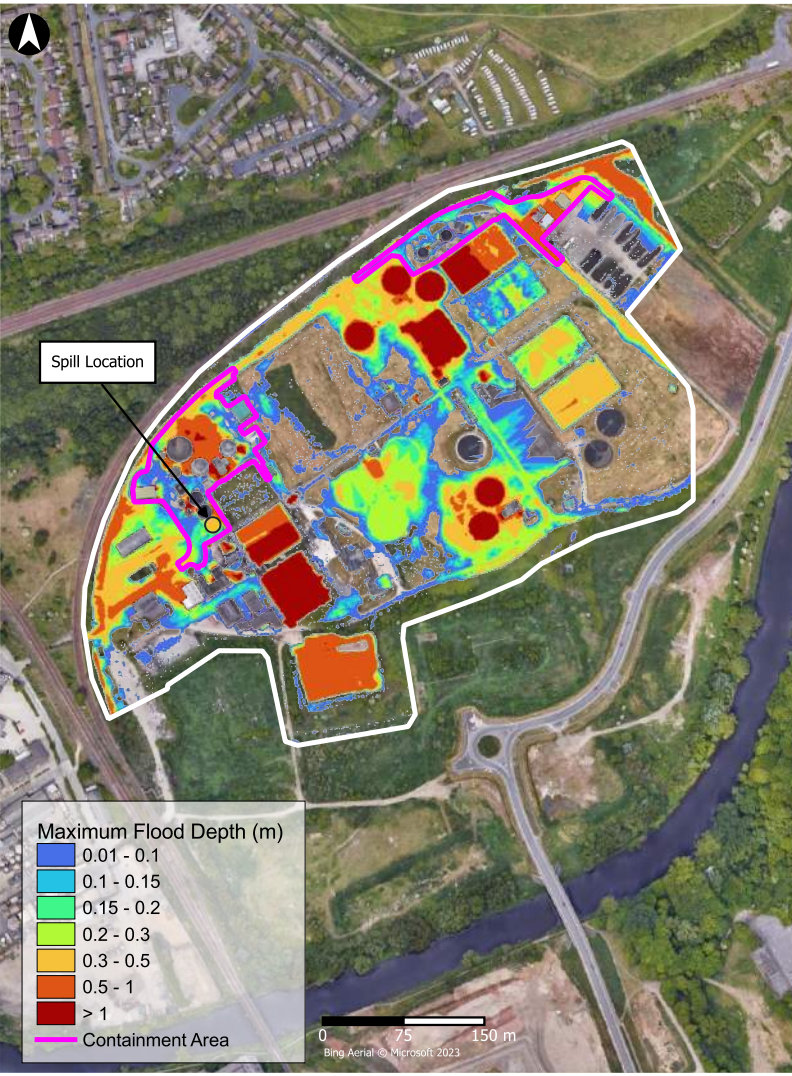 Spill Location
Maximum Flood Depth (m)
0.01 - 0.1
0.1 - 0.15
0.15 - 0.2
0.2 - 0.3
0.3 - 0.5
0.5 - 1
> 1
Containment Area
0 75 150 m
Bing Aerial © Microsoft 2023